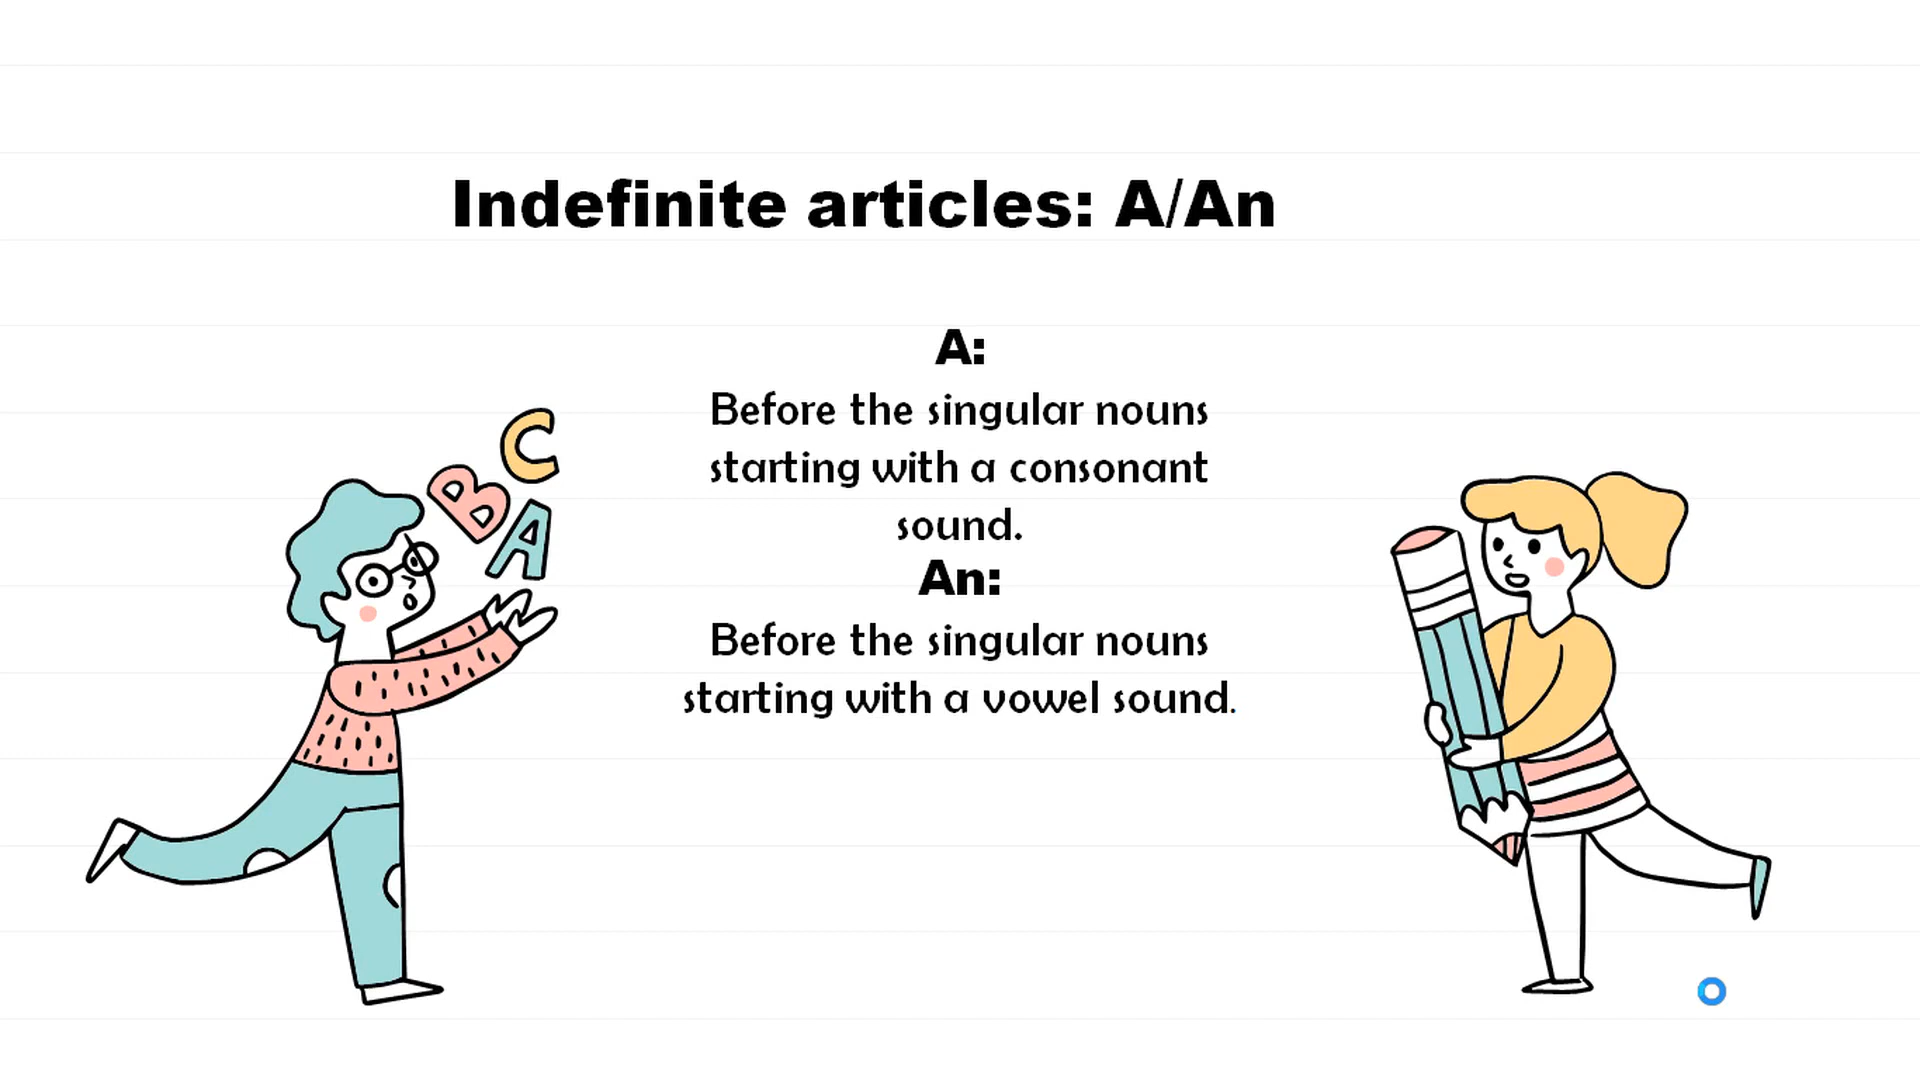 Indefinite articles: A/An
A:
Before the singular nouns
starting with a consonant
sound.
An:
Before the singular nouns
starting with a vowel sound.
C
B
A